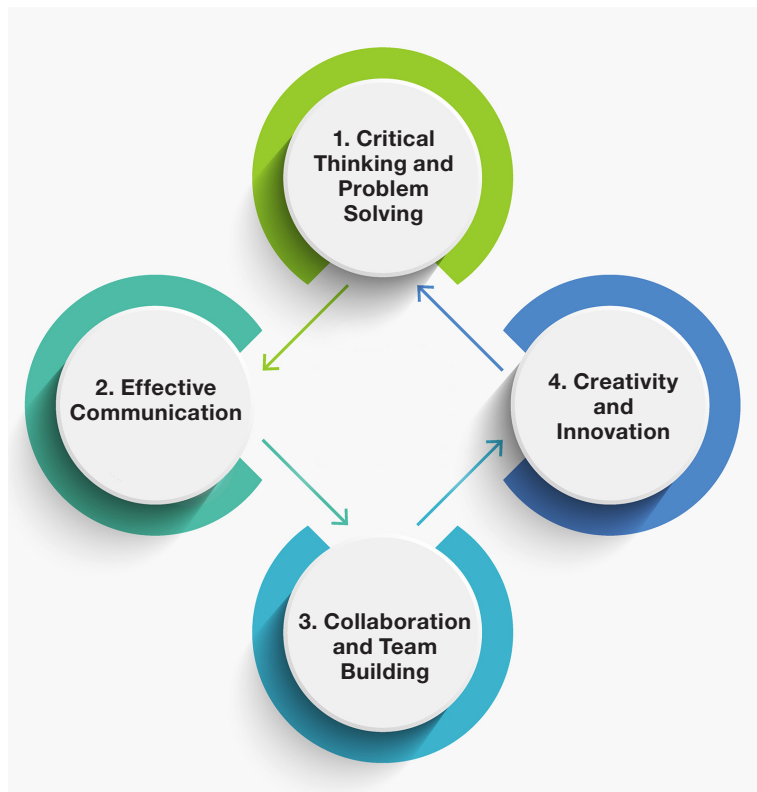 1. Critical
Thinking and
Problem
Solving
2. Effective
Communication
3. Collaboration
and Team
Building
4. Creativity
and
Innovation